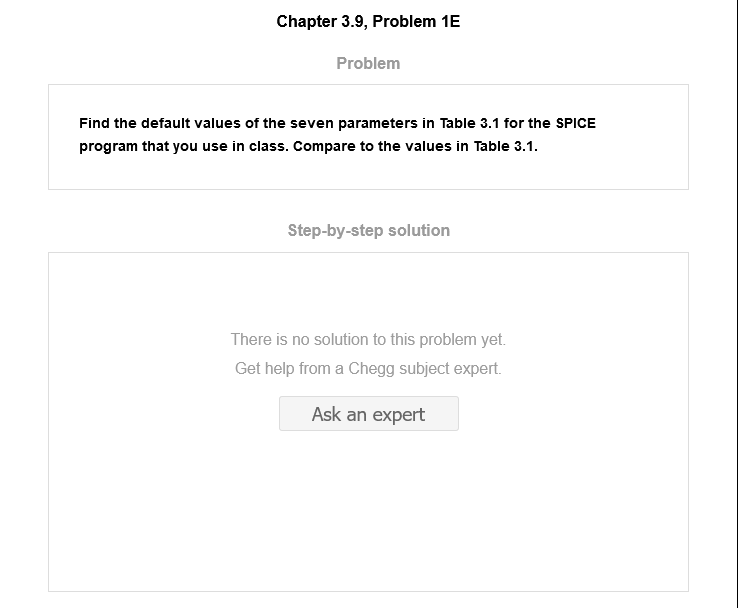 Chapter 3.9, Problem 1E
Problem
Find the default values of the seven parameters in Table 3.1 for the SPICE
program that you use in class. Compare to the values in Table 3.1.
Step-by-step solution
There is no solution to this problem yet.
Get help from a Chegg subject expert.
Ask an expert